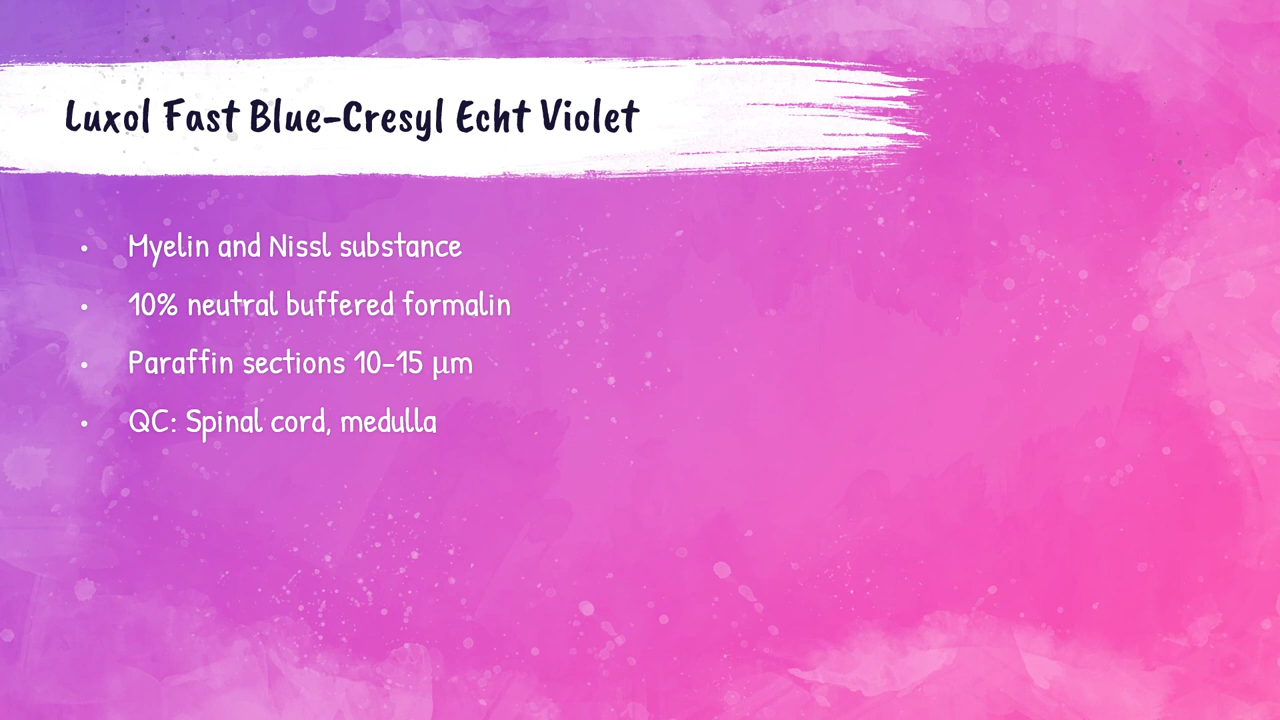 Luxol Fast Blue-Cresyl Echt Violet
• Myelin and Nissl substance
• 10% neutral buffered formalin
• Paraffin sections 10-15 µm
• QC: Spinal cord, medulla